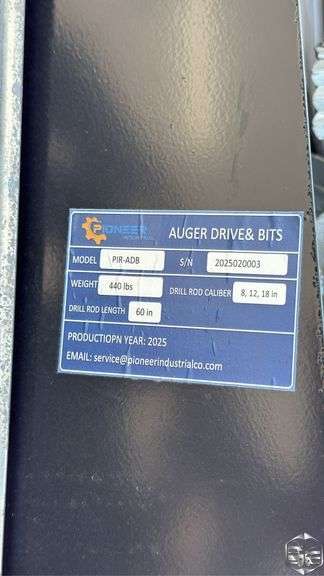 PIONEER
AUGER DRIVE& BITS
MODEL PIR-ADB S/N 2025020003
WEIGHT 440 lbs DRILL ROD CALIBER 8, 12, 18 in
DRILL ROD LENGTH 60 in
PRODUCTIOPN YEAR: 2025
EMAIL: service@pioneerindustrialco.com